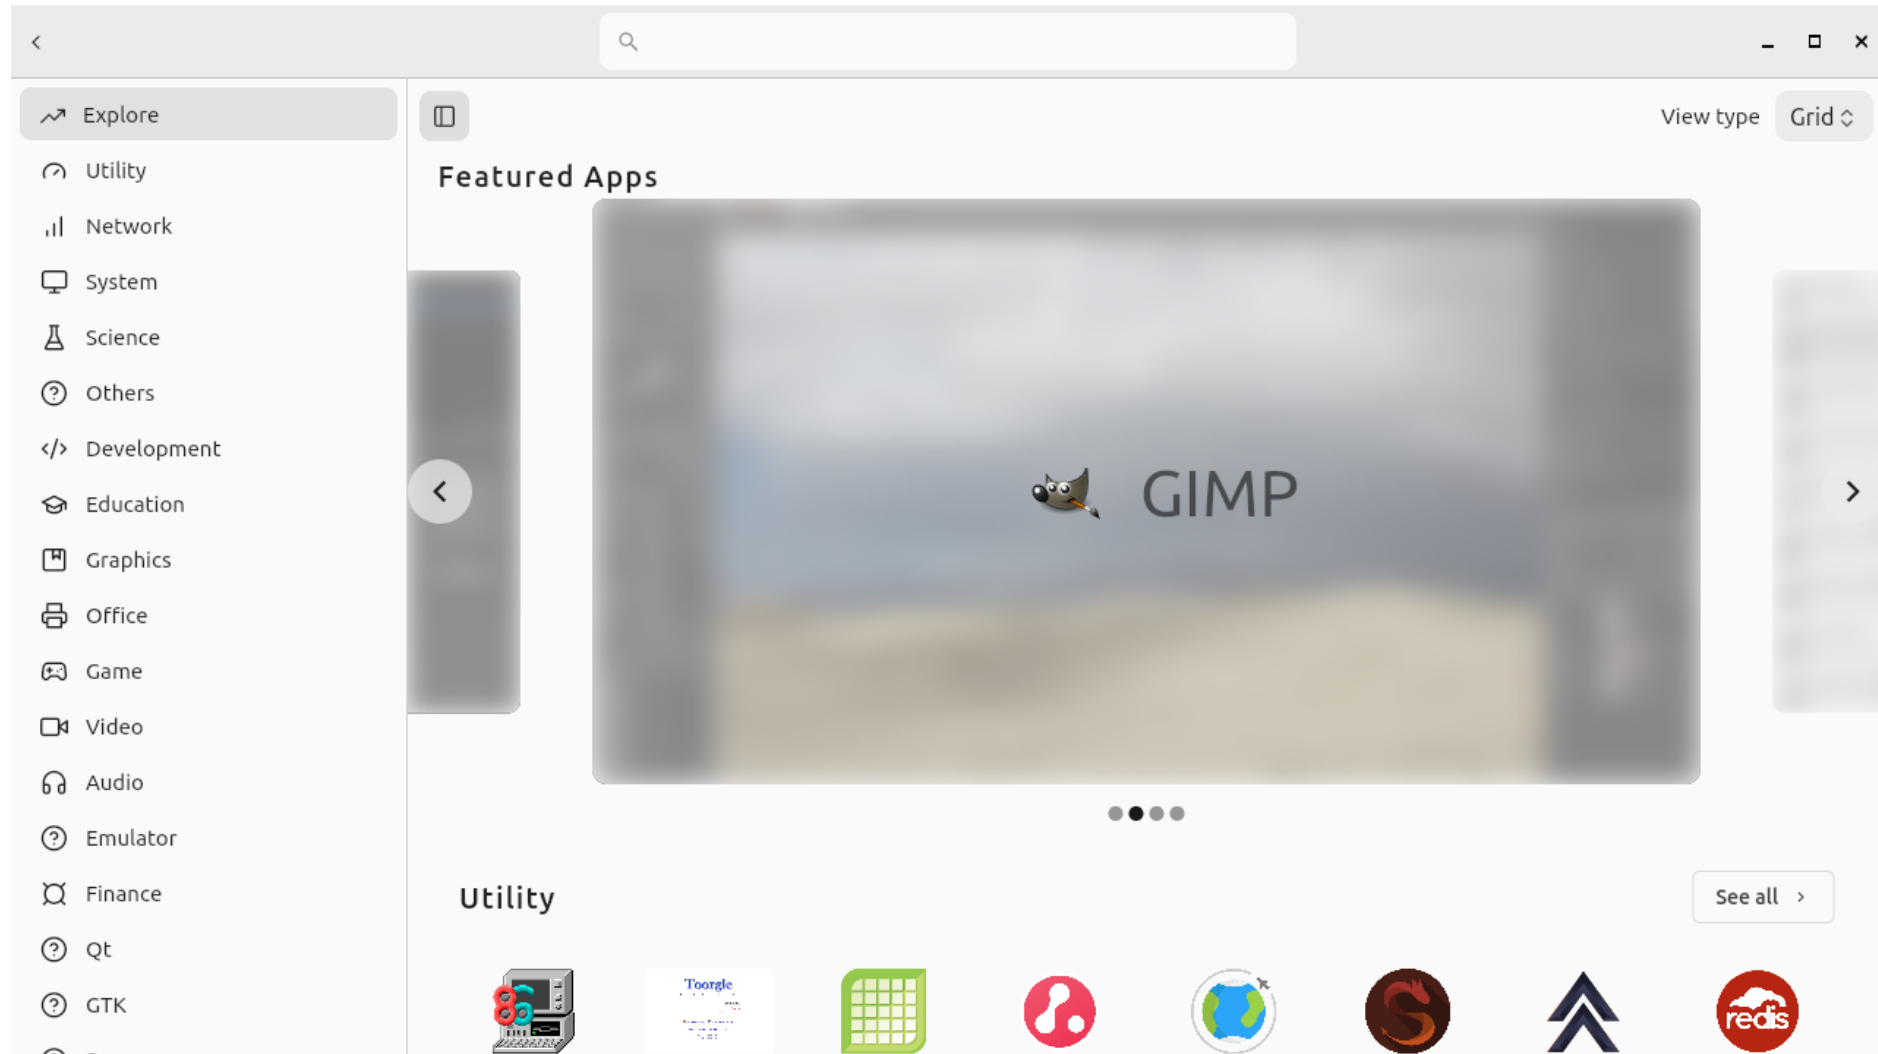 Explore
View type
Grid
Utility
Network
System
Science
Others
Development
Education
Graphics
Office
Game
Video
Audio
Emulator
Finance
Qt
GTK
Featured Apps
GIMP
Utility
See all
86
Toorgle
redis